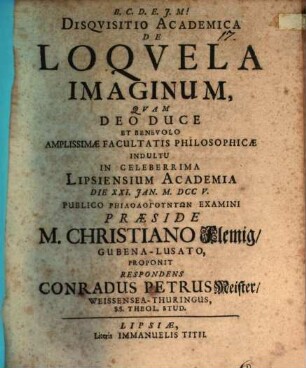 B. C. D. E. J. M!
DISQVISITIO ACADEMICA
DE
17.
LOQVELA
IMAGINUM,
QVAM
DEO DUCE
ET BENEVOLO
AMPLISSIMÆ FACULTATIS PHILOSOPHICÆ
INDULTU
IN CELEBERRIMA
LIPSIENSIUM ACADEMIA
DIE XXI. JAN. M. DCC V.
PUBLICO
EXAMINI
PRÆSIDE
M. CHRISTIANO Flemig/
GUBENA-LUSATO,
PROPONIT
RESPONDENS
CONRADUS PETRUS Meister/
WEISSENSEA-THURINGUS,
SS. THEOL. STUD.
LIPSIÆ,
Literis IMMANUELIS TITII.